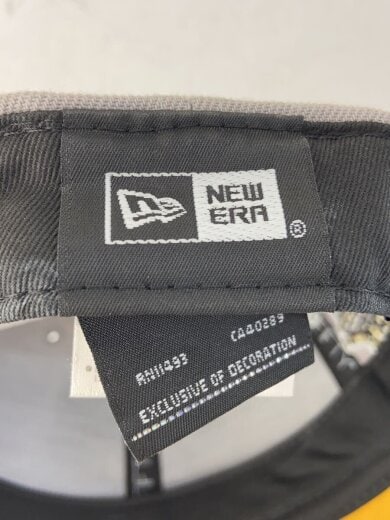 NEW
ERA
®
RN11493
CA40289
EXCLUSIVE OF DECORATION